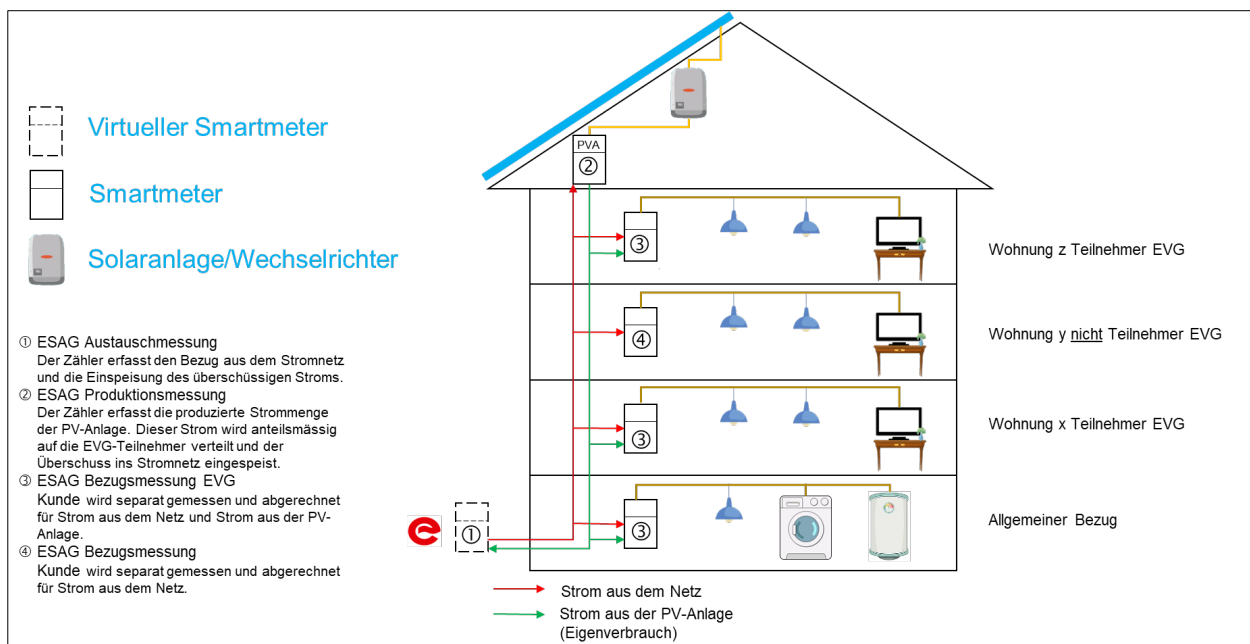 Virtueller Smartmeter
Smartmeter
Solaranlage/Wechselrichter
① ESAG Austauschmessung
Der Zähler erfasst den Bezug aus dem Stromnetz
und die Einspeisung des überschüssigen Stroms.
② ESAG Produktionsmessung
Der Zähler erfasst die produzierte Strommenge
der PV-Anlage. Dieser Strom wird anteilsmässig
auf die EVG-Teilnehmer verteilt und der
Überschuss ins Stromnetz eingespeist.
③ ESAG Bezugsmessung EVG
Kunde wird separat gemessen und abgerechnet
für Strom aus dem Netz und Strom aus der PV-
Anlage.
④ ESAG Bezugsmessung
Kunde wird separat gemessen und abgerechnet
für Strom aus dem Netz.
PVA
②
③
Wohnung z Teilnehmer EVG
④
Wohnung y nicht Teilnehmer EVG
③
Wohnung x Teilnehmer EVG
e
①
③
Allgemeiner Bezug
Strom aus dem Netz
Strom aus der PV-Anlage
(Eigenverbrauch)